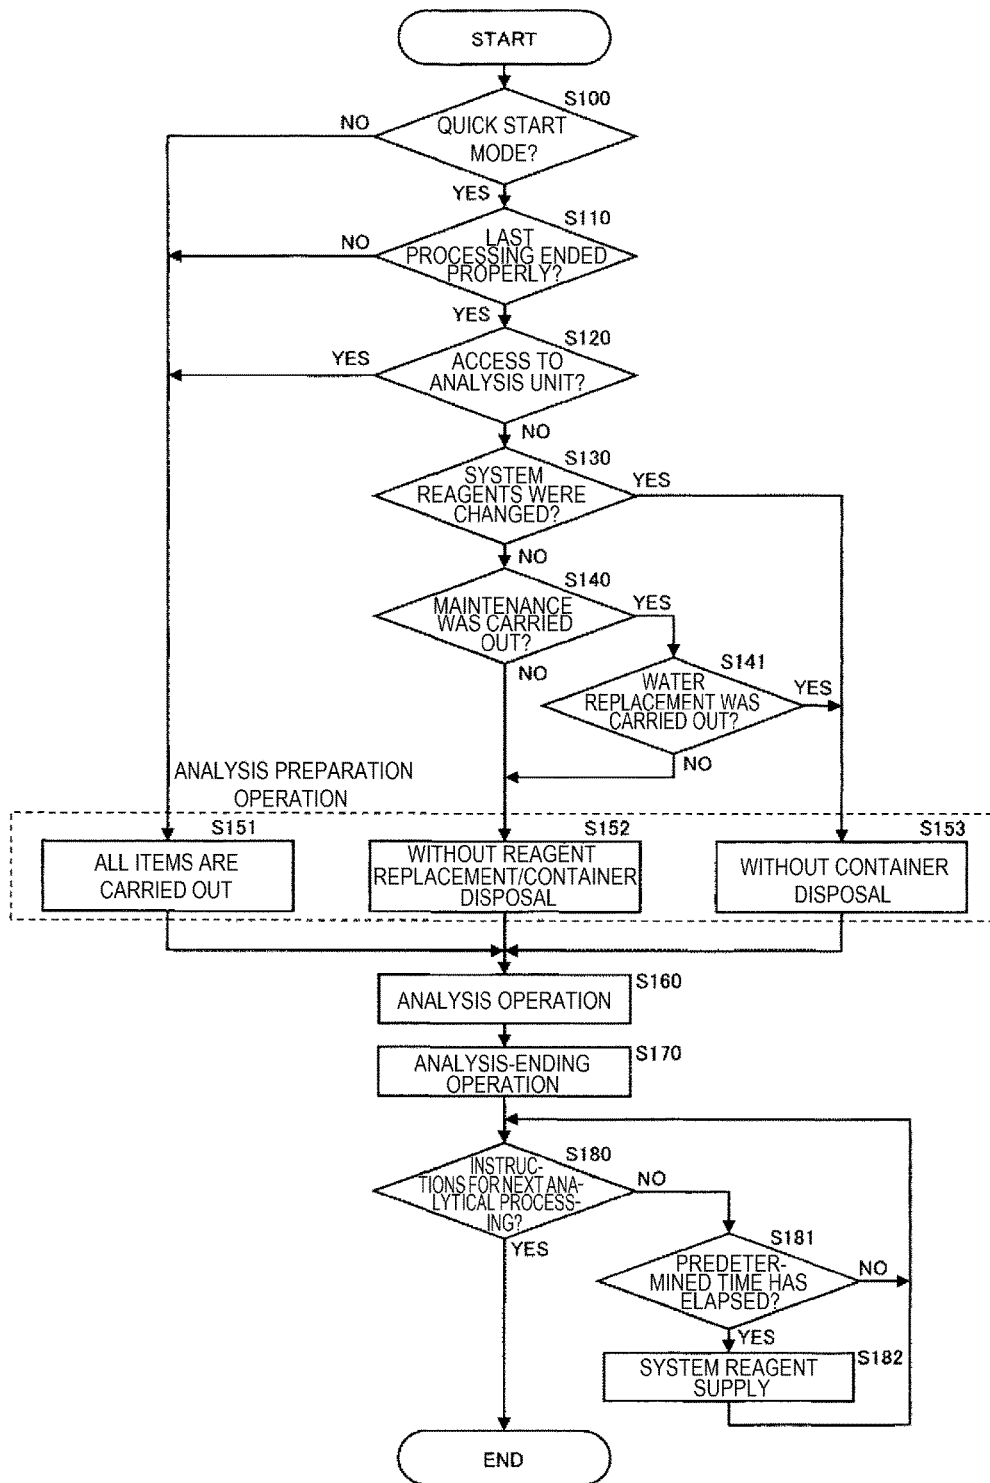 START
S100
NO
QUICK START
MODE?
YES
S110
NO
LAST
PROCESSING ENDED
PROPERLY?
YES
S120
YES
ACCESS TO
ANALYSIS UNIT?
NO
S130
SYSTEM
REAGENTS WERE
CHANGED?
YES
NO
S140
MAINTENANCE
WAS CARRIED
OUT?
YES
NO
S141
WATER
REPLACEMENT WAS
CARRIED OUT?
YES
NO
ANALYSIS PREPARATION
OPERATION
S151
ALL ITEMS ARE
CARRIED OUT
S152
WITHOUT REAGENT
REPLACEMENT/CONTAINER
DISPOSAL
S153
WITHOUT CONTAINER
DISPOSAL
S160
ANALYSIS OPERATION
S170
ANALYSIS-ENDING
OPERATION
S180
INSTRUC-
TIONS FOR NEXT ANA-
LYTICAL PROCESS-
ING?
NO
YES
S181
PREDETER-
MINED TIME HAS
ELAPSED?
NO
YES
S182
SYSTEM REAGENT
SUPPLY
END